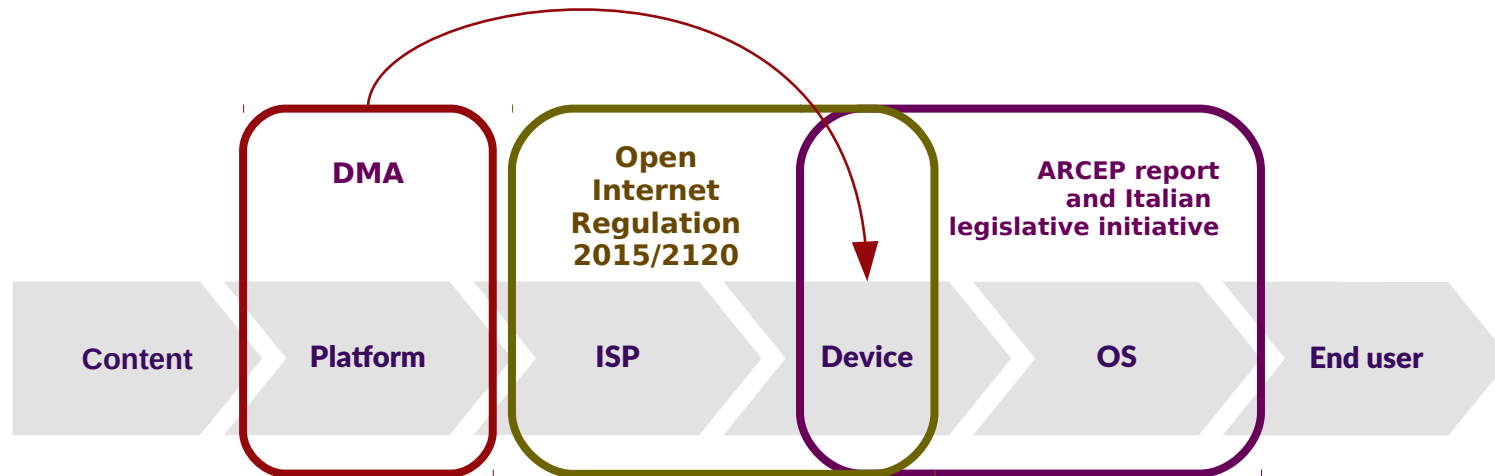 DMA
Open
Internet
Regulation
2015/2120
ARCEP report
and Italian
legislative initiative
Content
Platform
ISP
Device
OS
End user